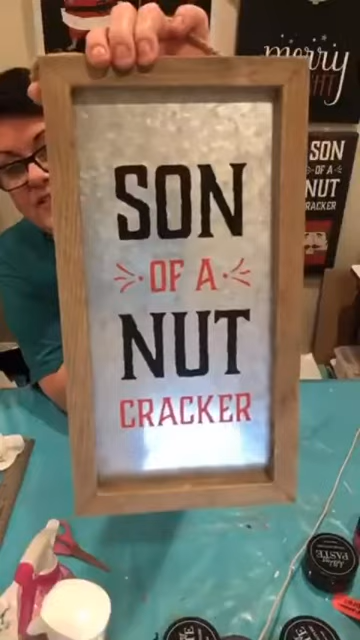 SON
OF A
NUT
CRACKER
merry
SON
OF A
NUT
CRACKER
PASTE